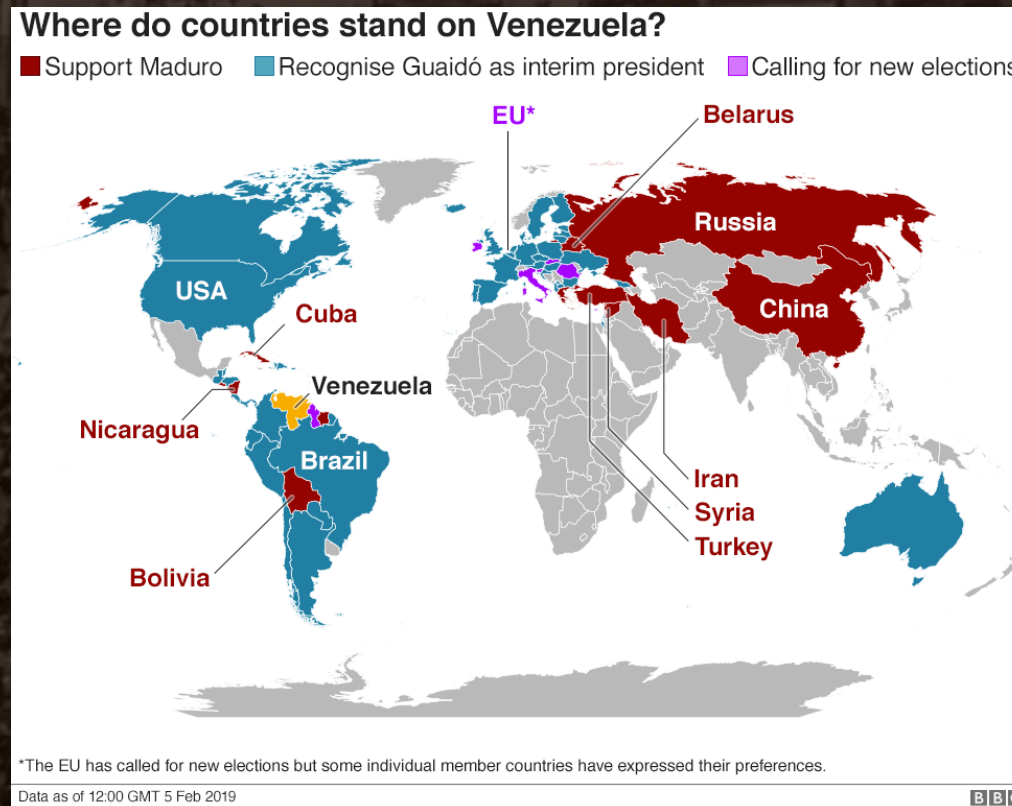 Where do countries stand on Venezuela?
Support Maduro Recognise Guaidó as interim president Calling for new elections
EU*
Belarus
Russia
USA
China
Cuba
Venezuela
Nicaragua
Brazil
Iran
Syria
Turkey
Bolivia
*The EU has called for new elections but some individual member countries have expressed their preferences.
Data as of 12:00 GMT 5 Feb 2019
BBC